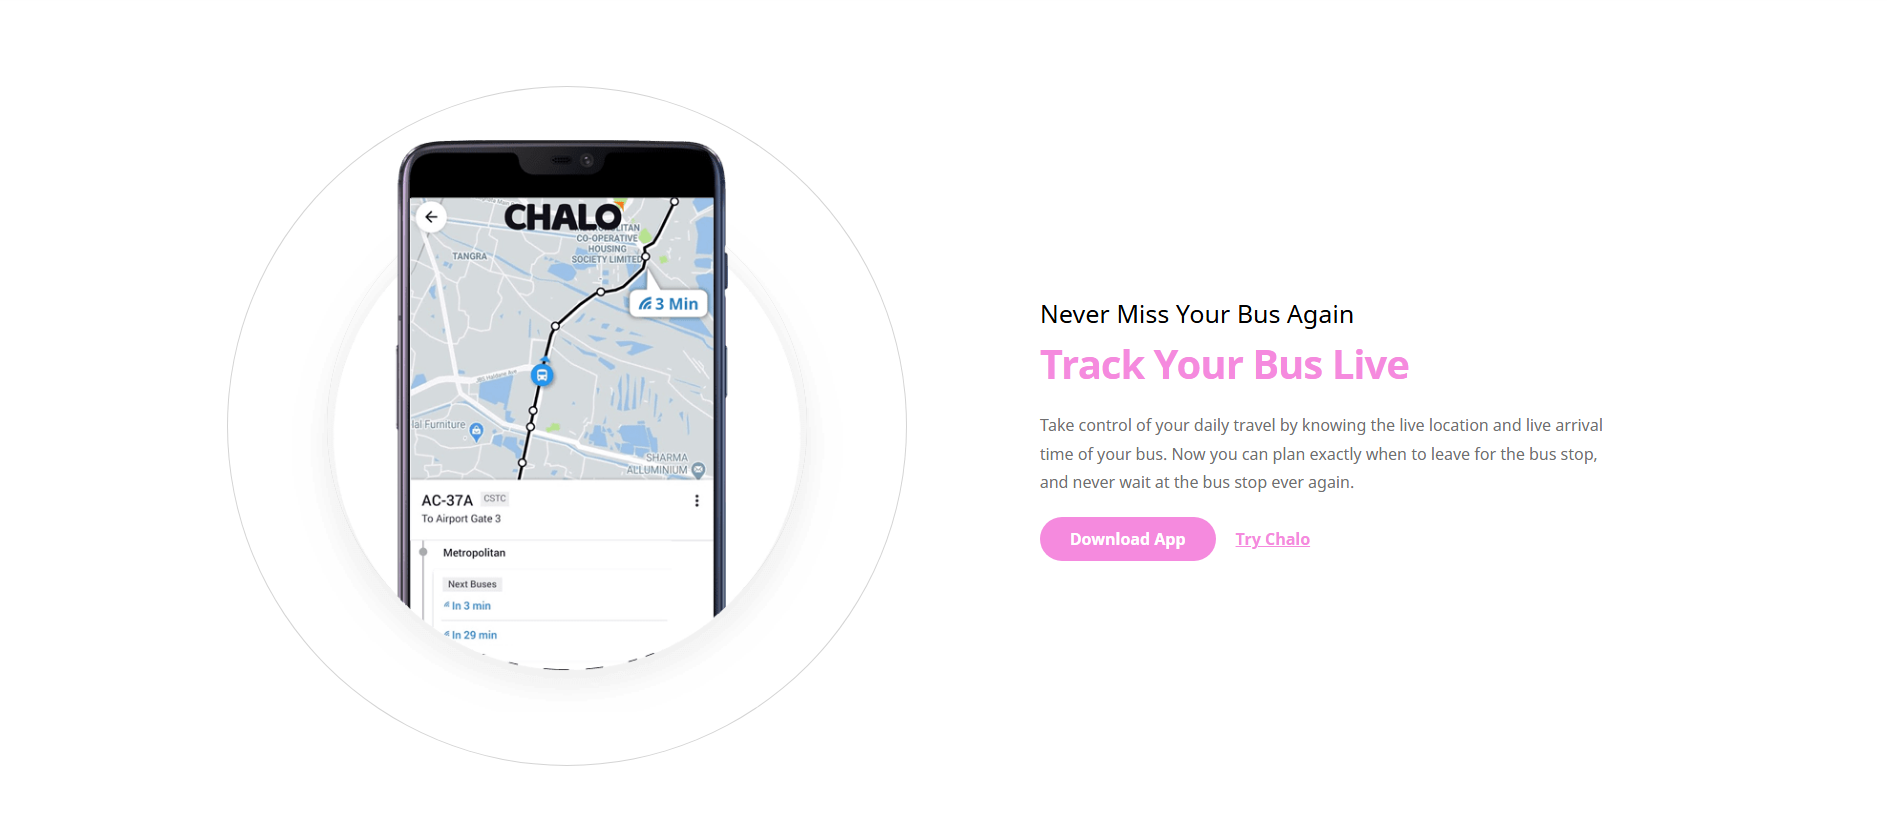 CHALO
METROPOLITAN
CO-OPERATIVE
HOUSING
SOCIETY LIMITED
TANGRA
3 Min
lal Furniture
SHARMA
ALLUMINIUM
AC-37A CSTC
To Airport Gate 3
Metropolitan
Next Buses
In 3 min
In 29 min
Never Miss Your Bus Again
Track Your Bus Live
Take control of your daily travel by knowing the live location and live arrival
time of your bus. Now you can plan exactly when to leave for the bus stop,
and never wait at the bus stop ever again.
Download App Try Chalo